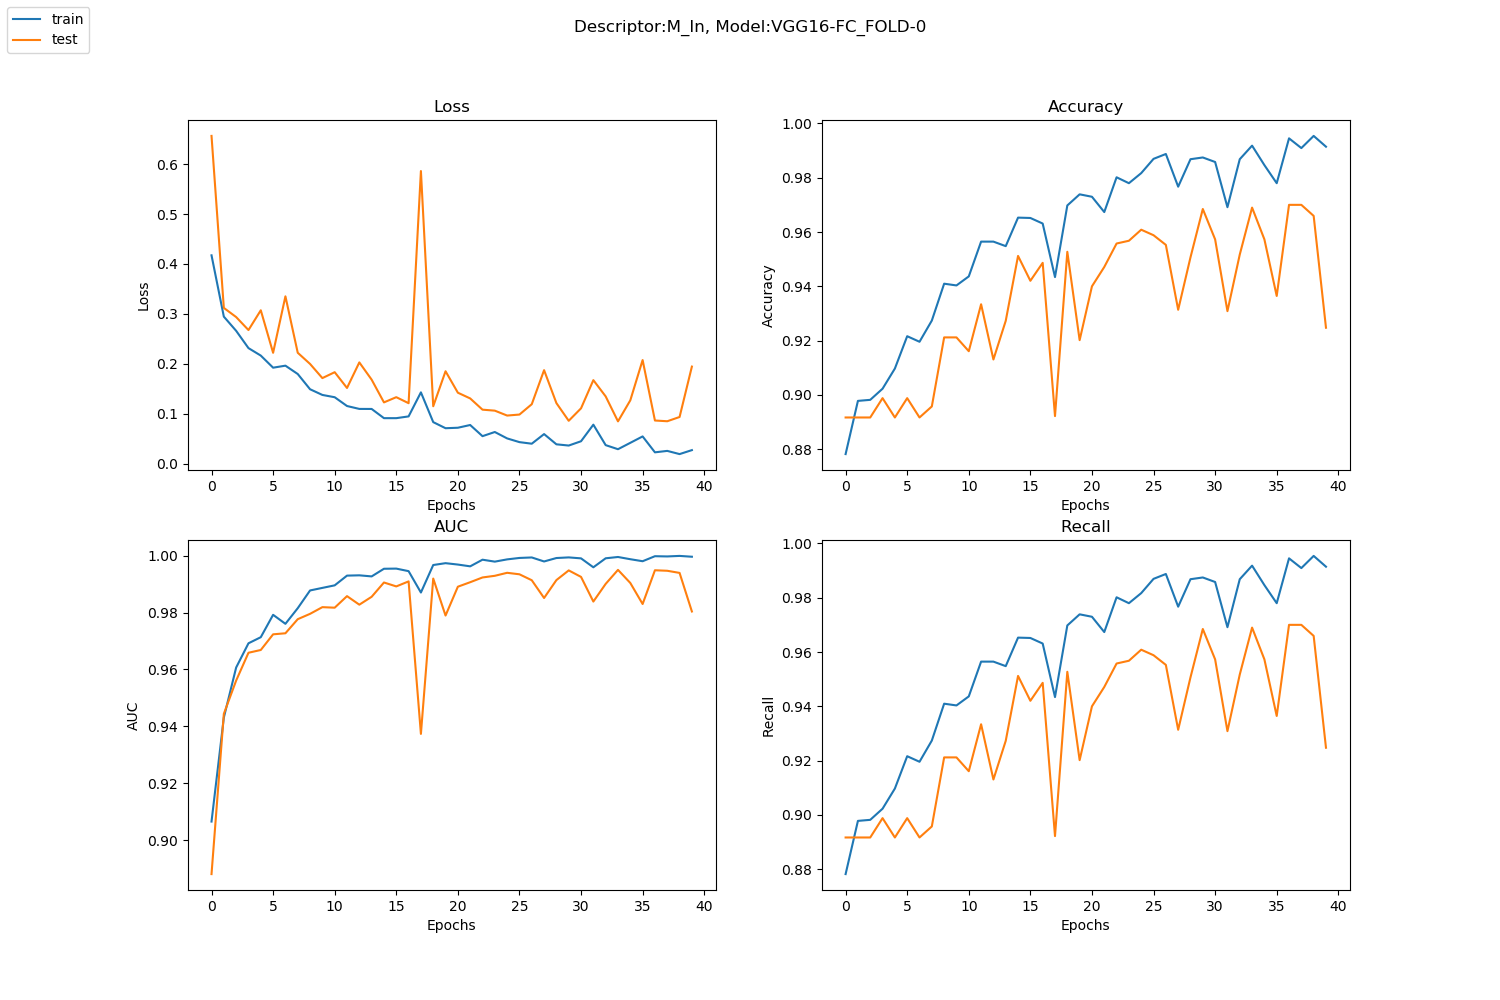 train
test
Descriptor:M_In, Model:VGG16-FC_FOLD-0
Loss
Loss
0.6
0.5
0.4
0.3
0.2
0.1
0.0
0 5 10 15 20 25 30 35 40
Epochs
Accuracy
Accuracy
1.00
0.98
0.96
0.94
0.92
0.90
0.88
0 5 10 15 20 25 30 35 40
Epochs
AUC
AUC
1.00
0.98
0.96
0.94
0.92
0.90
0 5 10 15 20 25 30 35 40
Epochs
Recall
Recall
1.00
0.98
0.96
0.94
0.92
0.90
0.88
0 5 10 15 20 25 30 35 40
Epochs